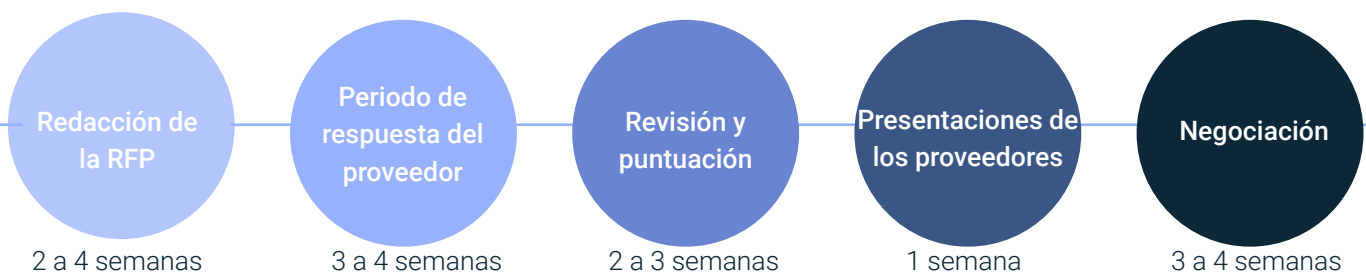 Redacción de
la RFP
2 a 4 semanas
Periodo de
respuesta del
proveedor
3 a 4 semanas
Revisión y
puntuación
2 a 3 semanas
Presentaciones de
los proveedores
1 semana
Negociación
3 a 4 semanas